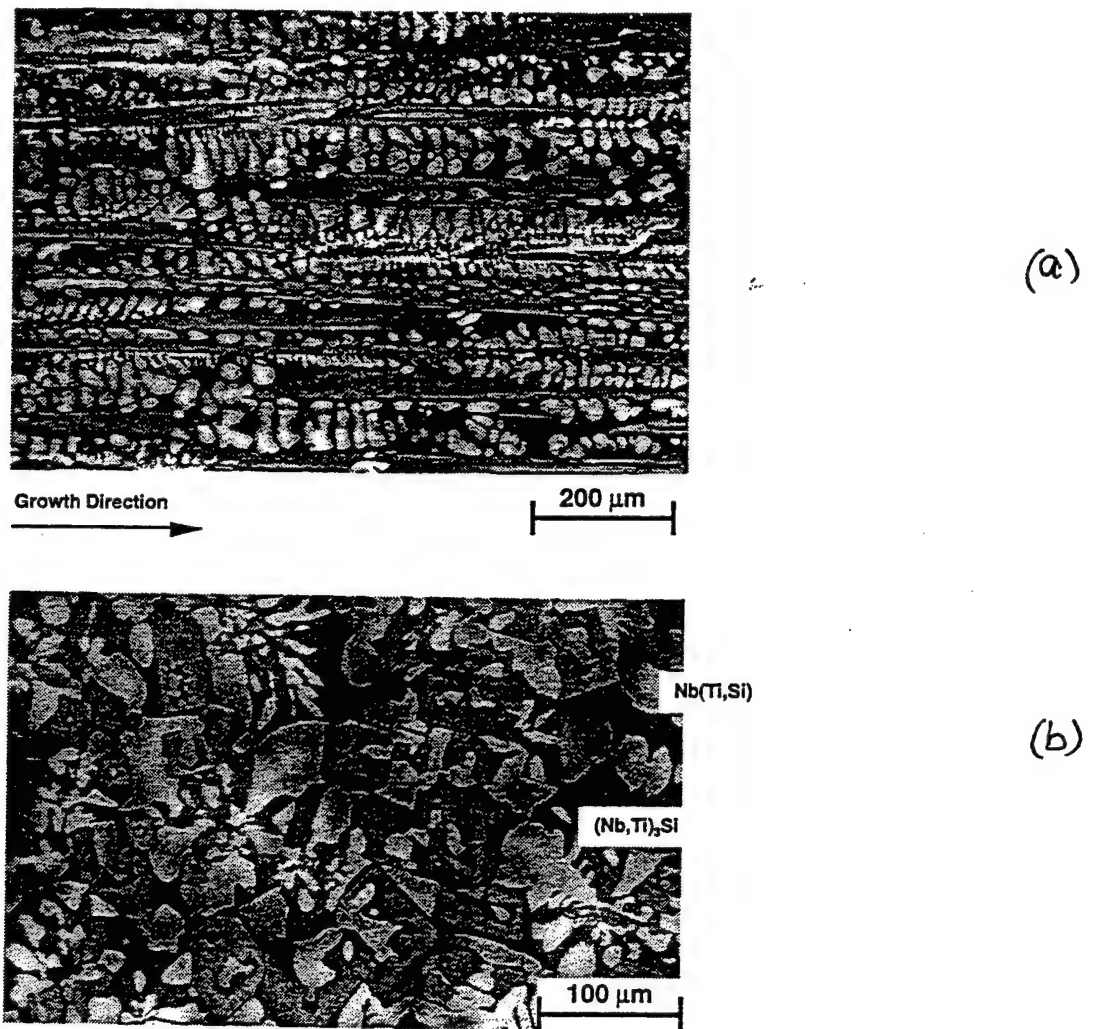 (a)
Growth Direction
200 μm
Nb(Ti,Si)
(b)
(Nb,Ti)₃Si
100 μm